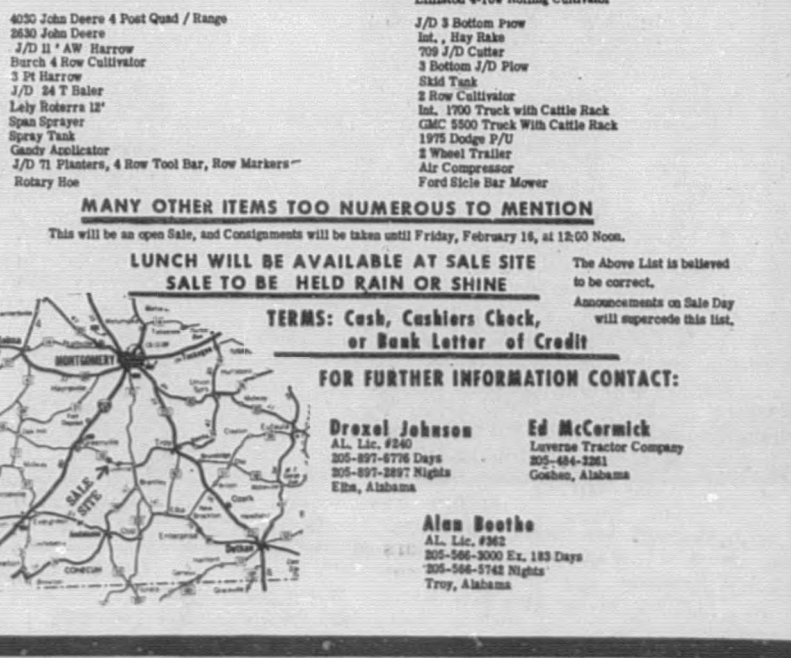 4030 John Deere 4 Post Quad / Range
2630 John Deere
J/D 11' AW Harrow
Burch 4 Row Cultivator
3 Pt Harrow
J/D 24 T Baler
Lely Roterra 12'
Span Sprayer
Spray Tank
Gandy Applicator
J/D 71 Planters, 4 Row Tool Bar, Row Markers
Rotary Hoe
J/D 3 Bottom Plow
Int., Hay Rake
709 J/D Cutter
3 Bottom J/D Plow
Skid Tank
2 Row Cultivator
Int. 1700 Truck with Cattle Rack
GMC 5500 Truck With Cattle Rack
1975 Dodge P/U
2 Wheel Trailer
Air Compressor
Ford Sicle Bar Mower
MANY OTHER ITEMS TOO NUMEROUS TO MENTION
This will be an open Sale, and Consignments will be taken until Friday, February 16, at 12:00 Noon.
LUNCH WILL BE AVAILABLE AT SALE SITE
SALE TO BE HELD RAIN OR SHINE
The Above List is believed
to be correct.
Announcements on Sale Day
will supercede this list.
TERMS: Cash, Cashiers Check,
or Bank Letter of Credit
FOR FURTHER INFORMATION CONTACT:
Drexel Johnson
AL. Lic. #240
205-897-6776 Days
205-897-2897 Nights
Elba, Alabama
Ed McCormick
Luverne Tractor Company
205-484-3261
Goshen, Alabama
Alan Boothe
AL. Lic. #362
205-566-3000 Ex. 183 Days
205-566-5742 Nights
Troy, Alabama
MONTGOMERY
SALE SITE
Troy
Ozark
Elba
Enterprise
Dothan
CONECUH